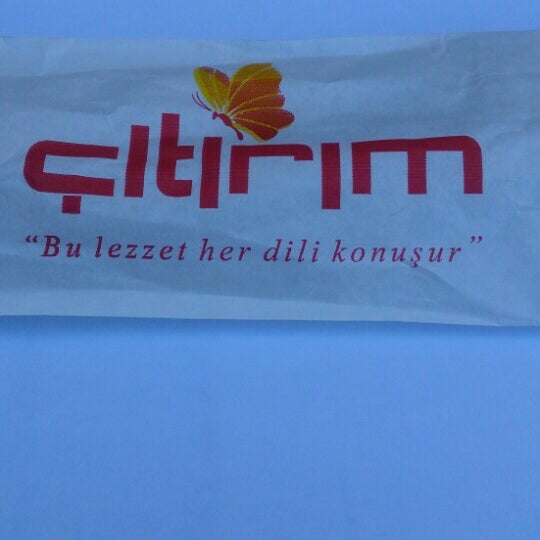 çıtırım
“Bu lezzet her dili konuşur”